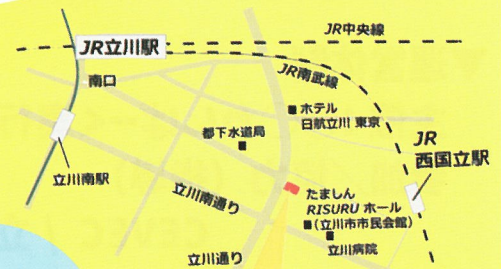 JR中央線
JR立川駅
JR南武線
南口
ホテル
日航立川 東京
都下水道局
JR
西国立駅
立川南駅
立川南通り
たましん
RISURU ホール
(立川市市民会館)
立川病院
立川通り